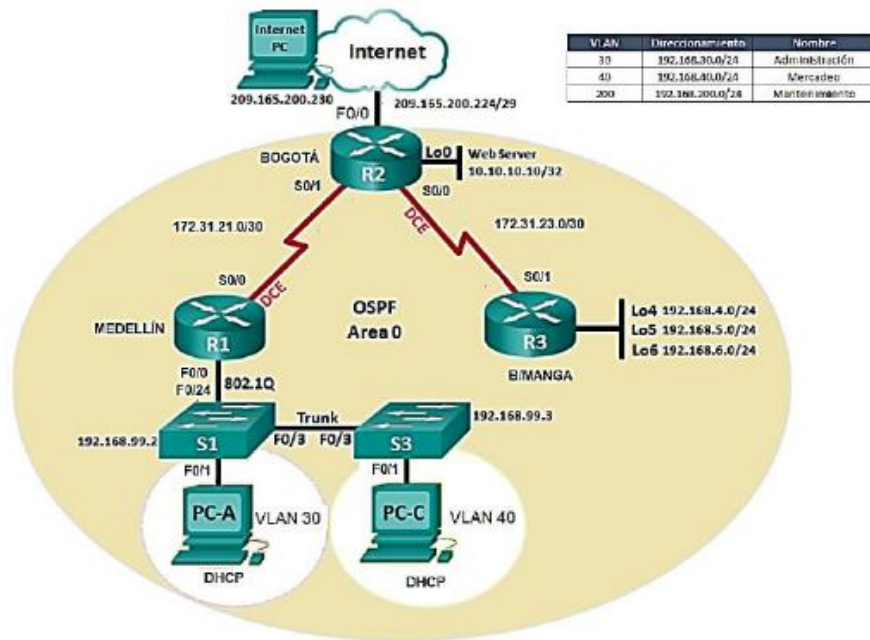 Internet
PC
Internet
209.165.200.230
209.165.200.224/29
F0/0
VLAN Direccionamiento Nombre
30 192.168.30.0/24 Administración
40 192.168.40.0/24 Mercadeo
200 192.168.200.0/24 Mantenimiento
BOGOTÁ
Lo0
Web Server
10.10.10.10/32
R2
S0/1
S0/0
DCE
172.31.21.0/30
172.31.23.0/30
S0/0
DCE
S0/1
MEDELLÍN
R1
OSPF
Area 0
R3
B/MANGA
Lo4 192.168.4.0/24
Lo5 192.168.5.0/24
Lo6 192.168.6.0/24
F0/0
F0/24
802.1Q
192.168.99.2
S1
Trunk
F0/3 F0/3
S3
192.168.99.3
F0/1
F0/1
PC-A
VLAN 30
PC-C
VLAN 40
DHCP
DHCP